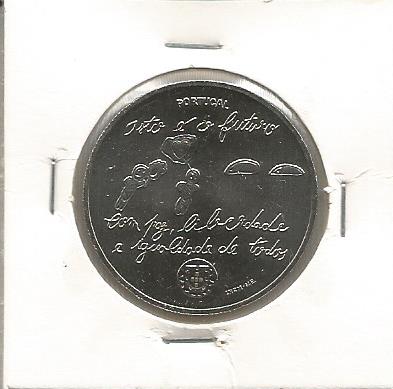 PORTUGAL
isto é o futuro
com paz, liberdade
e igualdade de todos